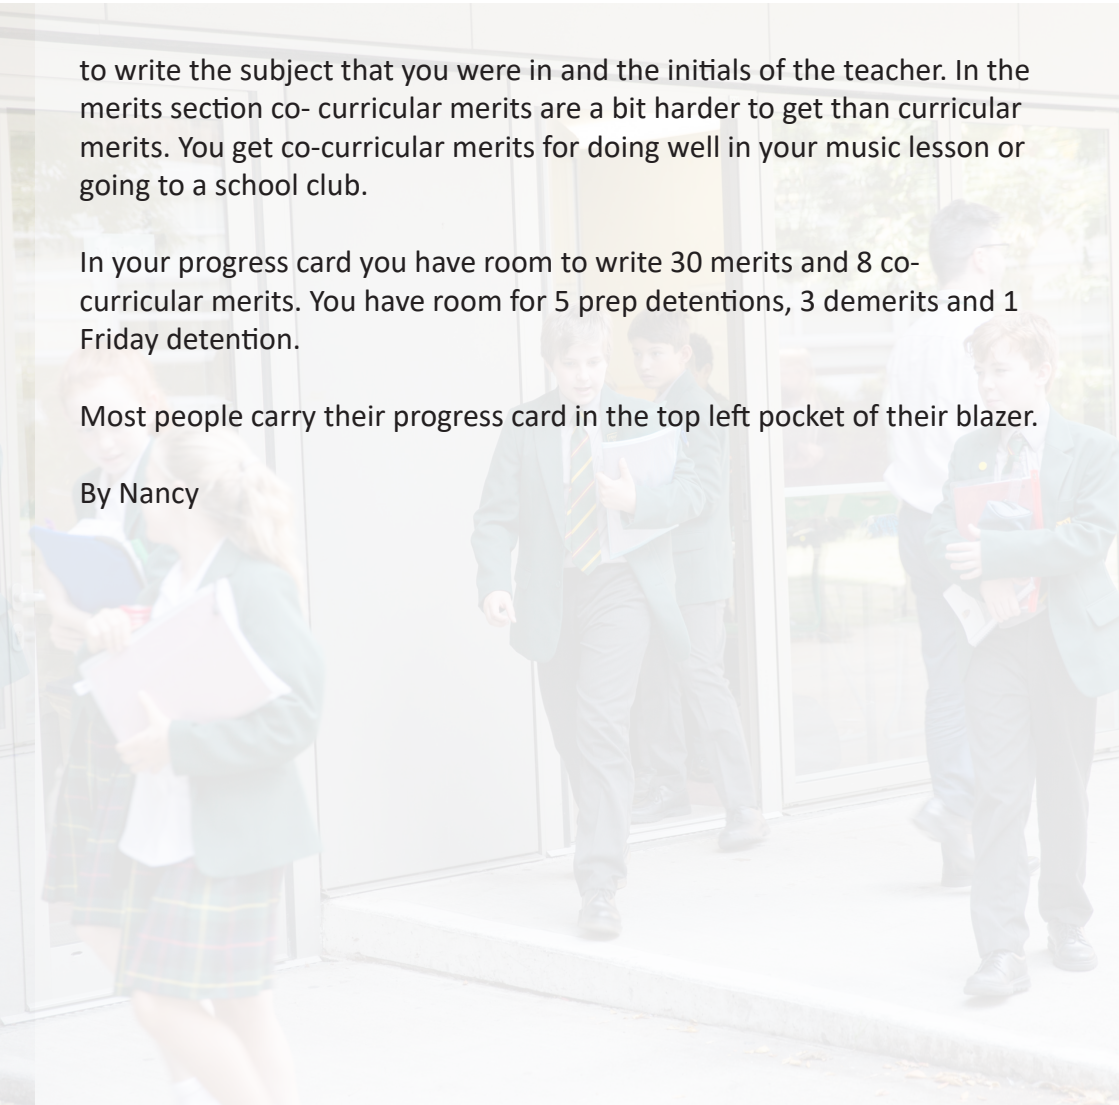 to write the subject that you were in and the initials of the teacher. In the
merits section co- curricular merits are a bit harder to get than curricular
merits. You get co-curricular merits for doing well in your music lesson or
going to a school club.
In your progress card you have room to write 30 merits and 8 co-
curricular merits. You have room for 5 prep detentions, 3 demerits and 1
Friday detention.
Most people carry their progress card in the top left pocket of their blazer.
By Nancy